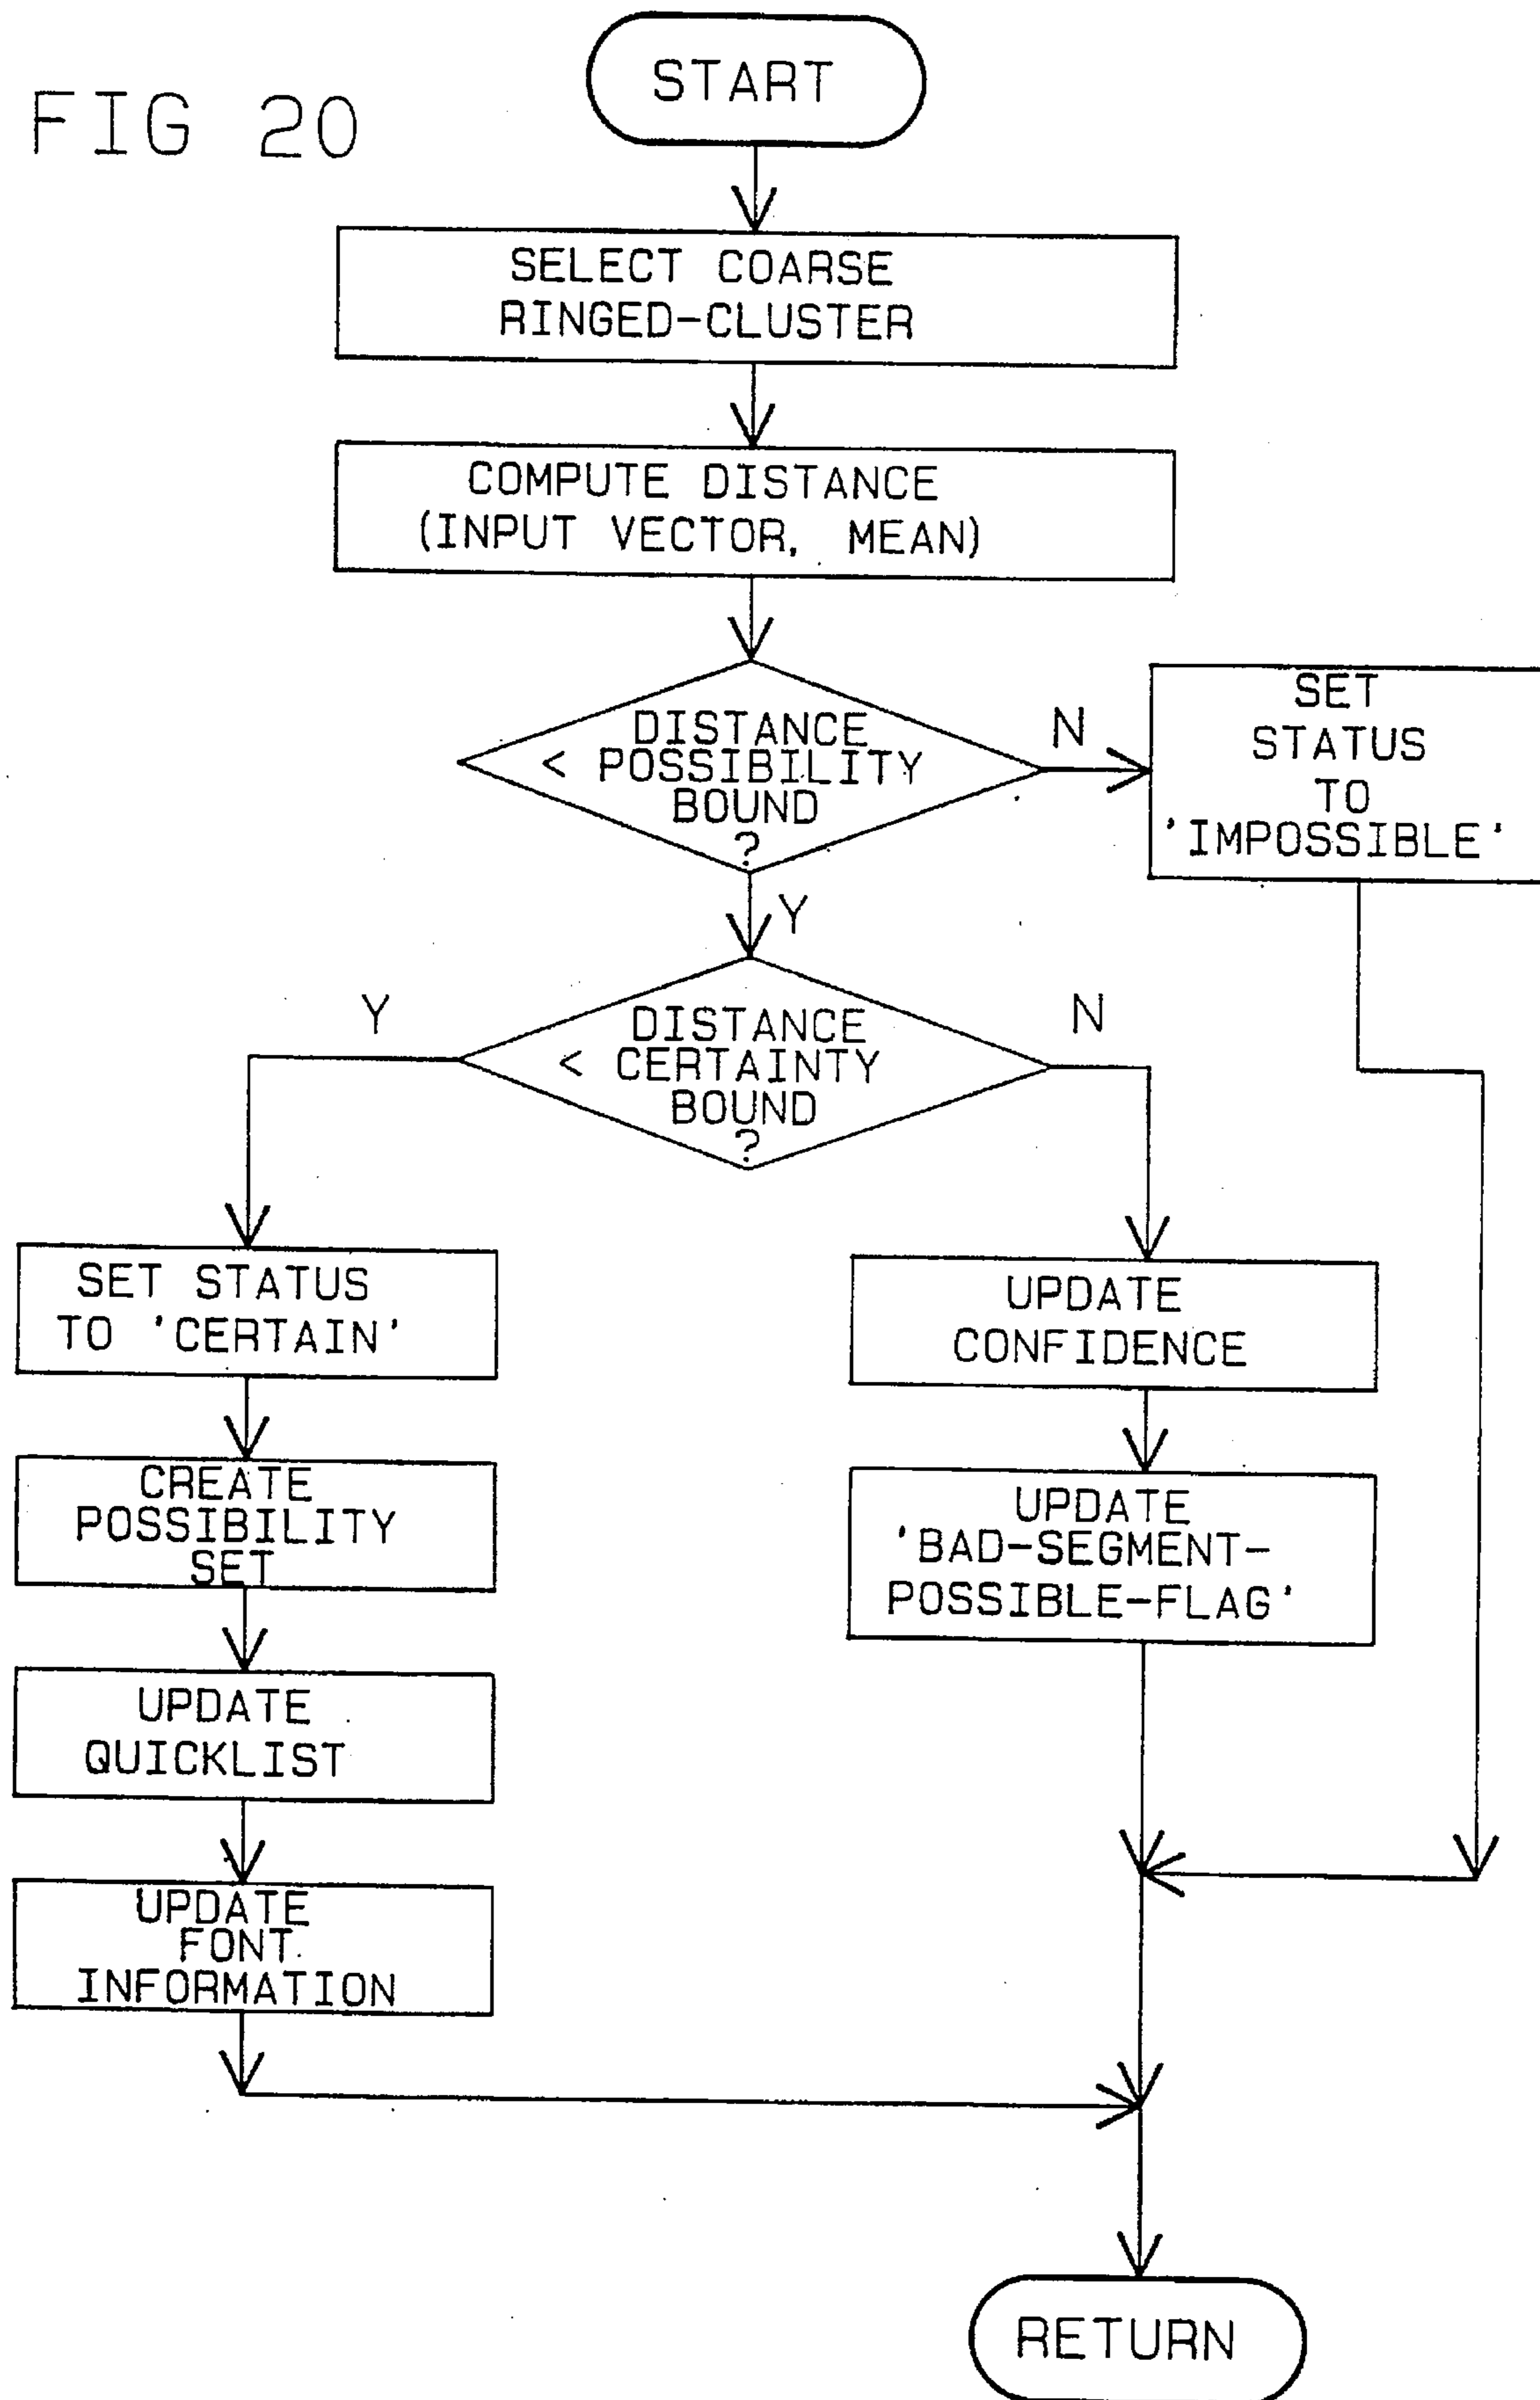 FIG 20
START
SELECT COARSE
RINGED-CLUSTER
COMPUTE DISTANCE
(INPUT VECTOR, MEAN)
DISTANCE
< POSSIBILITY
BOUND
?
N
SET
STATUS
TO
'IMPOSSIBLE'
Y
DISTANCE
< CERTAINTY
BOUND
?
Y
N
SET STATUS
TO 'CERTAIN'
CREATE
POSSIBILITY
SET
UPDATE
QUICKLIST
UPDATE
FONT
INFORMATION
UPDATE
CONFIDENCE
UPDATE
'BAD-SEGMENT-
POSSIBLE-FLAG'
RETURN